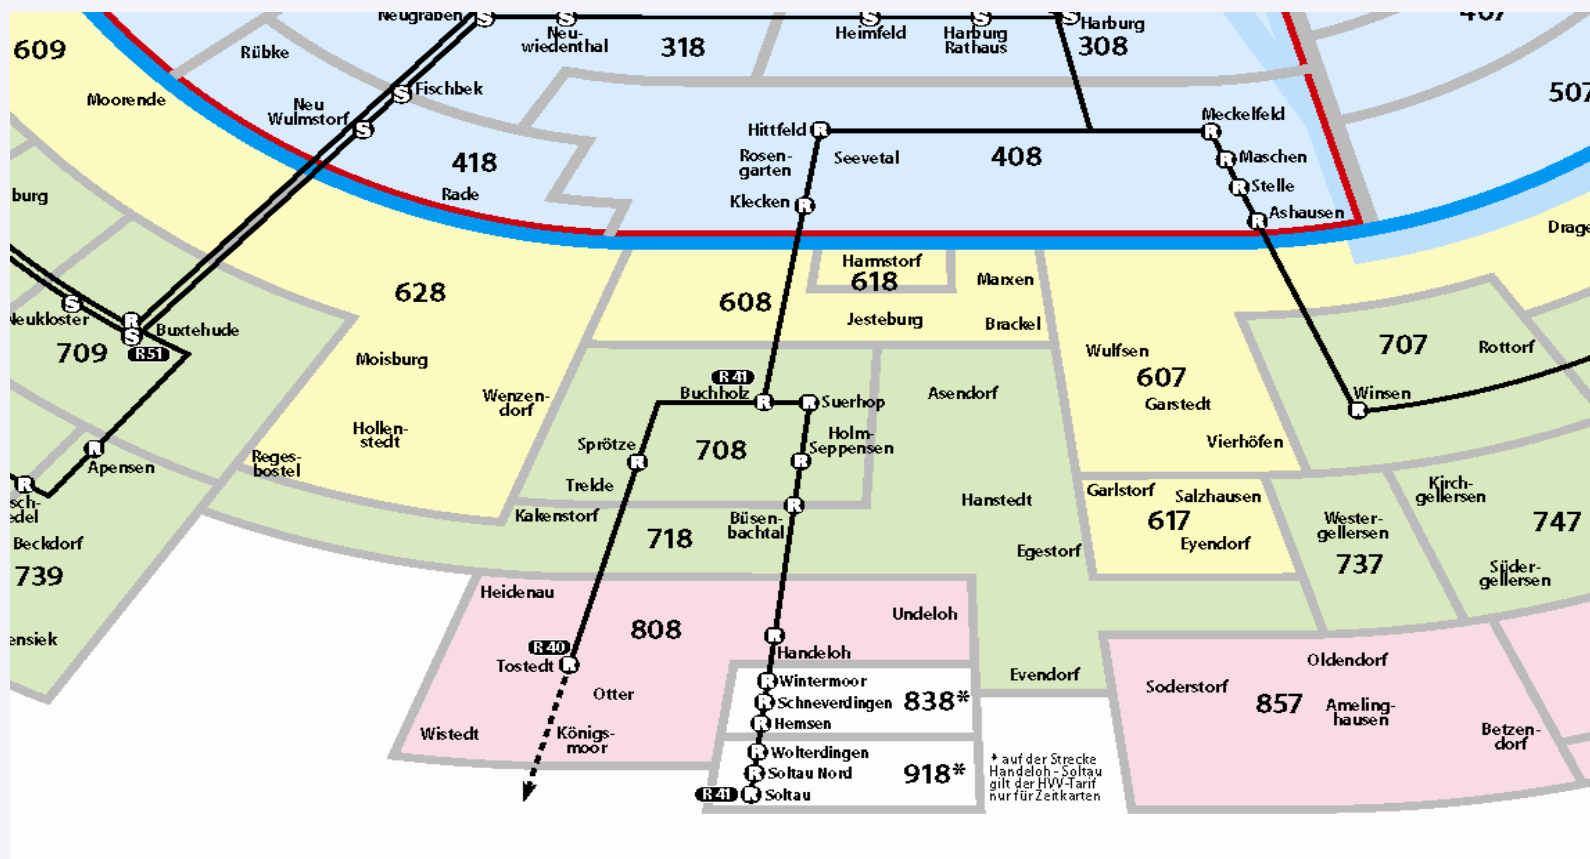 Neugraben
S
S
S
S
S
Harburg
407
609
Rübke
Neu-
wiedenthal
318
Heimfeld
Harburg
Rathaus
308
Moorende
Neu
Wulmstorf
S
S
Fischbek
507
Hittfeld
R
R
Meckelfeld
418
Rosen-
garten
Seevetal
408
R
Maschen
Rade
R
Stelle
burg
Klecken
R
R
Ashausen
Drage
628
608
Harmstorf
618
Marxen
Neukloster
S
R
S
Buxtehude
R51
Jesteburg
Brackel
709
Moisburg
Wulfsen
607
Garstedt
707
Rottorf
Wenzen-
dorf
R 41
Buchholz
R
R
Suerhop
Asendorf
Winsen
R
Hollen-
stedt
Sprötze
R
708
Holm-
Seppensen
R
Vierhöfen
Reges-
bostel
R
Apensen
R
sch-
edel
Trelde
Kakenstorf
R
Büsen-
bachtal
Hanstedt
Garlstorf
Salzhausen
617
Eyendorf
Kirch-
gellersen
Wester-
gellersen
737
747
Süder-
gellersen
Beckdorf
739
718
Egestorf
ensiek
Heidenau
808
Undeloh
R 40
Tostedt
R
R
Handeloh
Otter
R
Wintermoor
R
Schneverdingen
838*
R
Hemsen
Evendorf
Oldendorf
Soderstorf
857
Ameling-
hausen
Betzen-
dorf
Wistedt
Königs-
moor
R
Wolterdingen
R
Soltau Nord
918*
R 41
R
Soltau
* auf der Strecke
Handeloh - Soltau
gilt der HVV-Tarif
nur für Zeitkarten